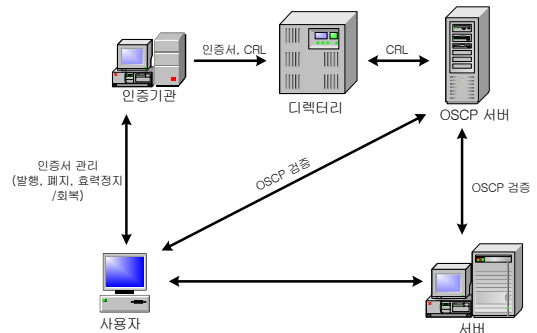 인증서, CRL
CRL
인증기관
디렉터리
OSCP 서버
인증서 관리
(발행, 폐지, 효력정지
/회복)
OSCP 검증
OSCP 검증
사용자
서버